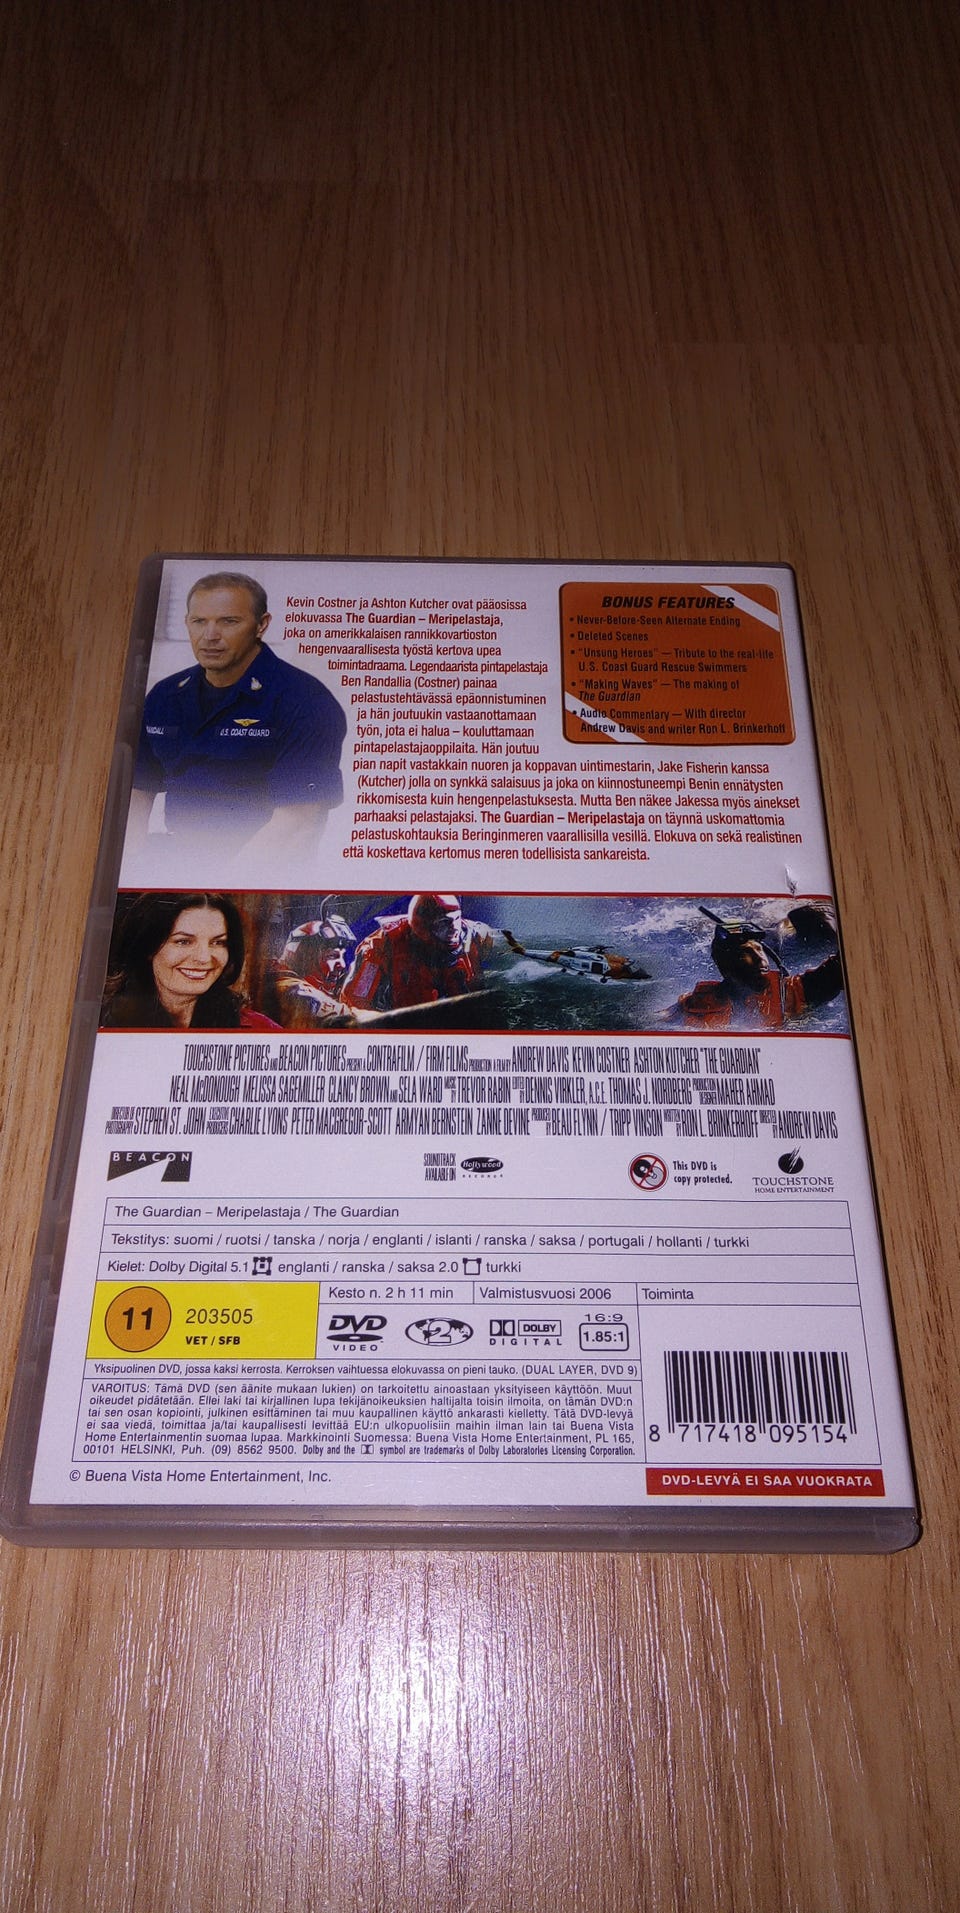 Kevin Costner ja Ashton Kutcher ovat pääosissa
elokuvassa The Guardian – Meripelastaja,
joka on amerikkalaisen rannikkovartioston
hengenvaarallisesta työstä kertova upea
toimintadraama. Legendaarista pintapelastaja
Ben Randallia (Costner) painaa
pelastustehtävässä epäonnistuminen
ja hän joutuukin vastaanottamaan
työn, jota ei halua – kouluttamaan
pintapelastajaoppilaita. Hän joutuu
pian napit vastakkain nuoren ja koppavan uintimestarin, Jake Fisherin kanssa
(Kutcher) jolla on synkkä salaisuus ja joka on kiinnostuneempi Benin ennätysten
rikkomisesta kuin hengenpelastuksesta. Mutta Ben näkee Jakessa myös ainekset
parhaaksi pelastajaksi. The Guardian – Meripelastaja on täynnä uskomattomia
pelastuskohtauksia Beringinmeren vaarallisilla vesillä. Elokuva on sekä realistinen
että koskettava kertomus meren todellisista sankareista.
BONUS FEATURES
• Never-Before-Seen Alternate Ending
• Deleted Scenes
• "Unsung Heroes" — Tribute to the real-life
U.S. Coast Guard Rescue Swimmers
• "Making Waves" — The making of
The Guardian
• Audio Commentary — With director
Andrew Davis and writer Ron L. Brinkerhoff
RANDALL
U.S. COAST GUARD
TOUCHSTONE PICTURES AND BEACON PICTURES PRESENT A CONTRAFILM / FIRM FILMS PRODUCTION A FILM BY ANDREW DAVIS KEVIN COSTNER ASHTON KUTCHER "THE GUARDIAN"
NEAL McDONOUGH MELISSA SAGEMILLER CLANCY BROWN AND SELA WARD MUSIC BY TREVOR RABIN EDITED BY DENNIS VIRKLER, A.C.E. THOMAS J. NORDBERG PRODUCTION DESIGNER MAHER AHMAD
DIRECTOR OF PHOTOGRAPHY STEPHEN ST. JOHN EXECUTIVE PRODUCERS CHARLIE LYONS PETER MACGREGOR-SCOTT ARMYAN BERNSTEIN ZANNE DEVINE PRODUCED BY BEAU FLYNN / TRIPP VINSON WRITTEN BY RON L. BRINKERHOFF DIRECTED BY ANDREW DAVIS
BEACON
SOUNDTRACK AVAILABLE ON
Hollywood RECORDS
This DVD is
copy protected.
TOUCHSTONE
HOME ENTERTAINMENT
The Guardian – Meripelastaja / The Guardian
Tekstitys: suomi / ruotsi / tanska / norja / englanti / islanti / ranska / saksa / portugali / hollanti / turkki
Kielet: Dolby Digital 5.1 englanti / ranska / saksa 2.0 turkki
11
203505
VET / SFB
Kesto n. 2 h 11 min
Valmistusvuosi 2006
Toiminta
DVD VIDEO
2
DOLBY DIGITAL
16:9
1.85:1
Yksipuolinen DVD, jossa kaksi kerrosta. Kerroksen vaihtuessa elokuvassa on pieni tauko. (DUAL LAYER, DVD 9)
VAROITUS: Tämä DVD (sen äänite mukaan lukien) on tarkoitettu ainoastaan yksityiseen käyttöön. Muut
oikeudet pidätetään. Ellei laki tai kirjallinen lupa tekijänoikeuksien haltijalta toisin ilmoita, on tämän DVD:n
tai sen osan kopiointi, julkinen esittäminen tai muu kaupallinen käyttö ankarasti kielletty. Tätä DVD-levyä
ei saa viedä, toimittaa ja/tai kaupallisesti levittää EU:n ulkopuolisiin maihin ilman lain tai Buena Vista
Home Entertainmentin suomaa lupaa. Markkinointi Suomessa: Buena Vista Home Entertainment, PL 165,
00101 HELSINKI, Puh. (09) 8562 9500. Dolby and the symbol are trademarks of Dolby Laboratories Licensing Corporation.
8 717418 095154
© Buena Vista Home Entertainment, Inc.
DVD-LEVYÄ EI SAA VUOKRATA